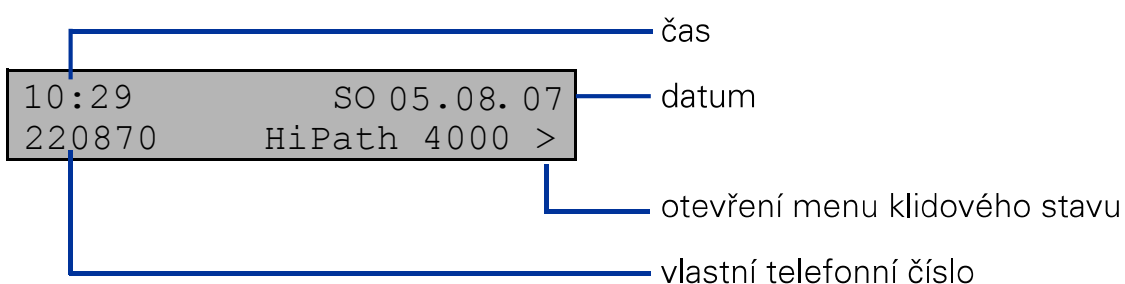 čas
10:29 SO 05.08.07
datum
220870 HiPath 4000 >
otevření menu klidového stavu
vlastní telefonní číslo